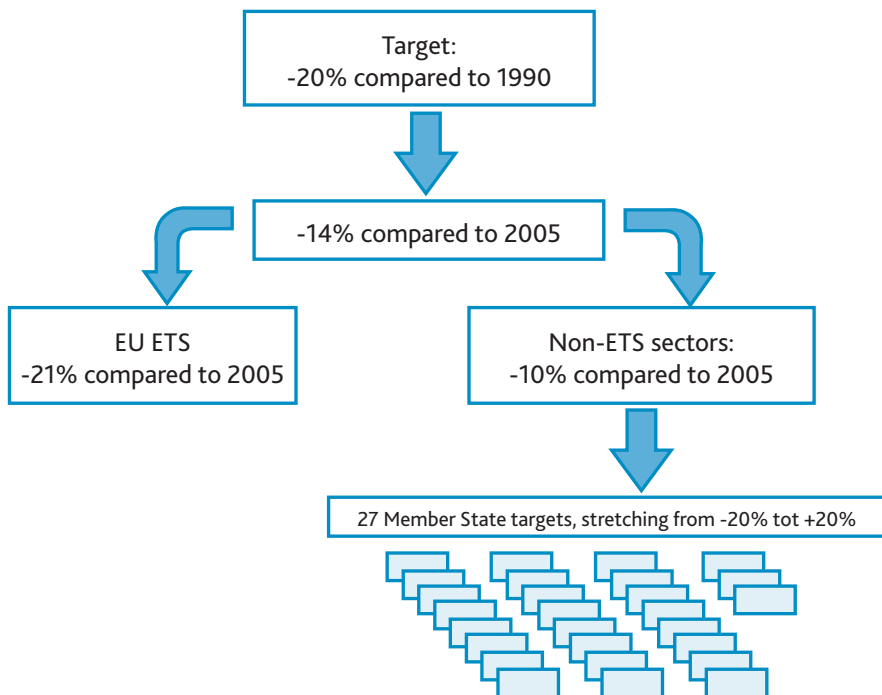 Target:
-20% compared to 1990
-14% compared to 2005
EU ETS
-21% compared to 2005
Non-ETS sectors:
-10% compared to 2005
27 Member State targets, stretching from -20% tot +20%